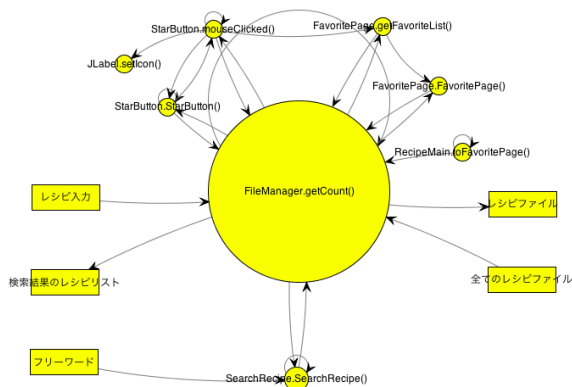 StarButton.mouseClicked()
FavoritePage.getFavoriteList()
JLabel.setIcon()
FavoritePage.FavoritePage()
StarButton.StarButton()
RecipeMain.toFavoritePage()
FileManager.getCount()
レシピ入力
レシピファイル
検索結果のレシピリスト
全てのレシピファイル
フリーワード
SearchRecipe.SearchRecipe()